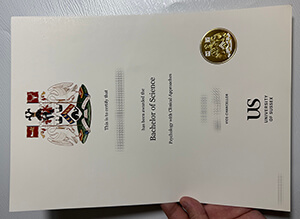 This is to certify that
has been awarded the
Bachelor of Science
Psychology with Clinical Approaches
VICE-CHANCELLOR
US
UNIVERSITY
OF SUSSEX